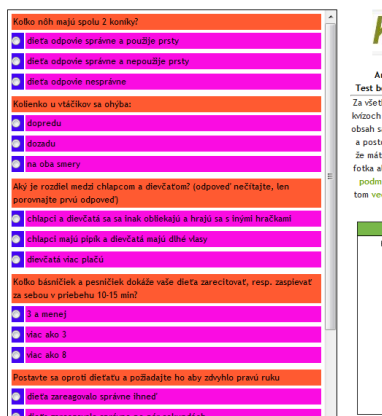 Koľko nôh majú spolu 2 koníky?
dieťa odpovie správne a použije prsty
dieťa odpovie správne a nepoužije prsty
dieťa odpovie nesprávne
Kolienko u vtáčikov sa ohýba:
dopredu
dozadu
na oba smery
Aký je rozdiel medzi chlapcom a dievčaťom? (odpoveď nečítajte, len
porovnajte prvú odpoveď)
chlapci a dievčatá sa sa inak obliekajú a hrajú sa s inými hračkami
chlapci majú pipík a dievčatá majú dlhé vlasy
dievčatá viac plačú
Koľko básničiek a pesničiek dokáže vaše dieťa zarecitovať, resp. zaspievať
za sebou v priebehu 10-15 min?
3 a menej
viac ako 3
viac ako 8
Postavte sa oproti dieťaťu a požiadajte ho aby zdvyhlo pravú ruku
dieťa zareagovalo správne ihneď
Test b
Za všet
kvízoch
obsah s
a post
že mát
fotka a
podm
tom ve